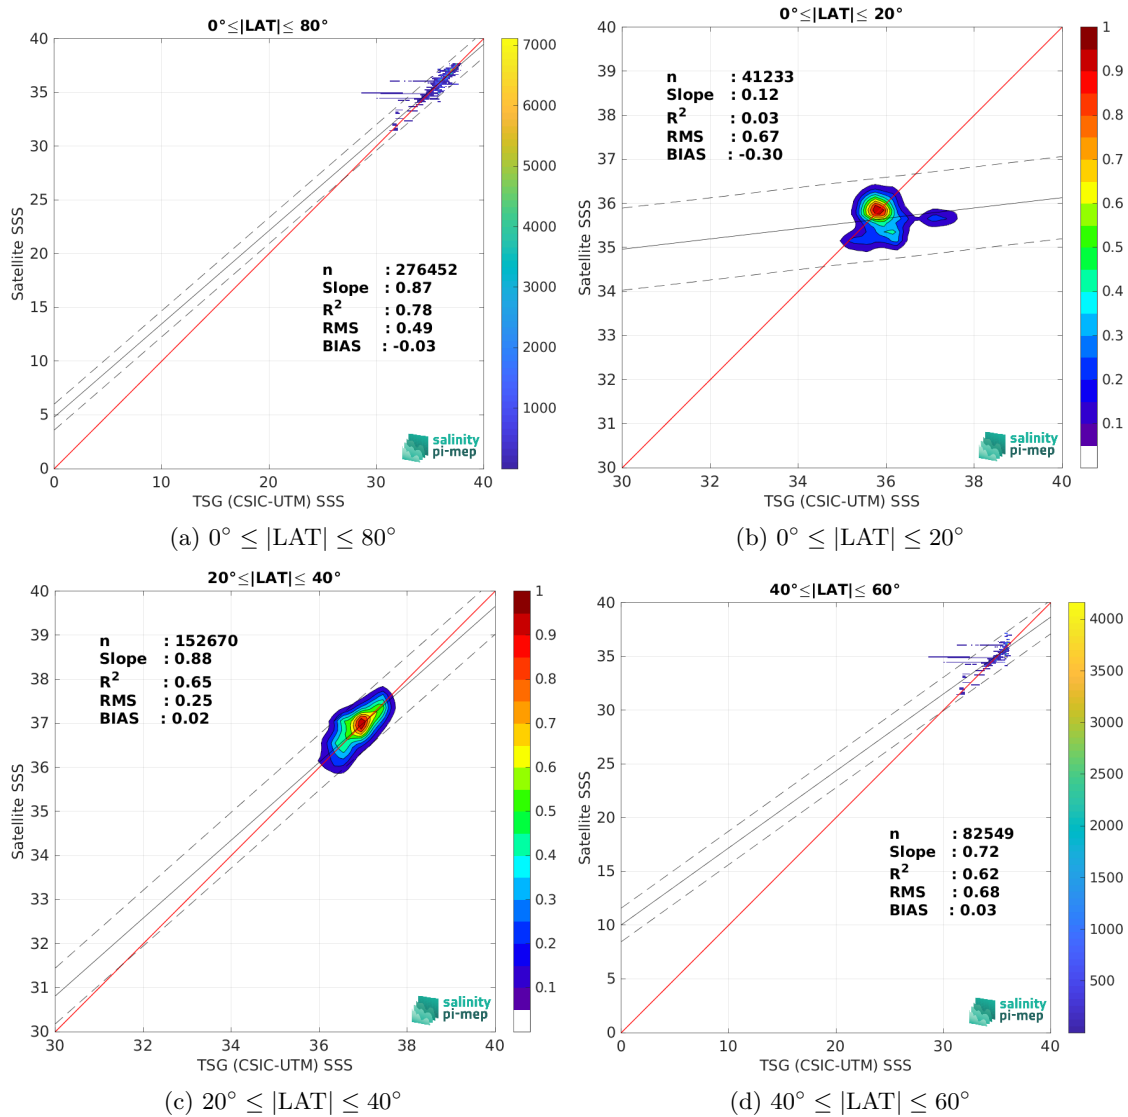 0°≤|LAT|≤ 80°
40
35
30
25
20
15
10
5
0
Satellite SSS
n : 276452
Slope : 0.87
R2 : 0.78
RMS : 0.49
BIAS : -0.03
salinity
pi-mep
0 10 20 30 40
TSG (CSIC-UTM) SSS
7000
6000
5000
4000
3000
2000
1000
(a) 0° ≤ |LAT| ≤ 80°
0°≤|LAT|≤ 20°
40
39
38
37
36
35
34
33
32
31
30
Satellite SSS
n : 41233
Slope : 0.12
R2 : 0.03
RMS : 0.67
BIAS : -0.30
salinity
pi-mep
30 32 34 36 38 40
TSG (CSIC-UTM) SSS
1
0.9
0.8
0.7
0.6
0.5
0.4
0.3
0.2
0.1
(b) 0° ≤ |LAT| ≤ 20°
20°≤|LAT|≤ 40°
40
39
38
37
36
35
34
33
32
31
30
Satellite SSS
n : 152670
Slope : 0.88
R2 : 0.65
RMS : 0.25
BIAS : 0.02
salinity
pi-mep
30 32 34 36 38 40
TSG (CSIC-UTM) SSS
1
0.9
0.8
0.7
0.6
0.5
0.4
0.3
0.2
0.1
(c) 20° ≤ |LAT| ≤ 40°
40°≤|LAT|≤ 60°
40
35
30
25
20
15
10
5
0
Satellite SSS
n : 82549
Slope : 0.72
R2 : 0.62
RMS : 0.68
BIAS : 0.03
salinity
pi-mep
0 10 20 30 40
TSG (CSIC-UTM) SSS
4000
3500
3000
2500
2000
1500
1000
500
(d) 40° ≤ |LAT| ≤ 60°